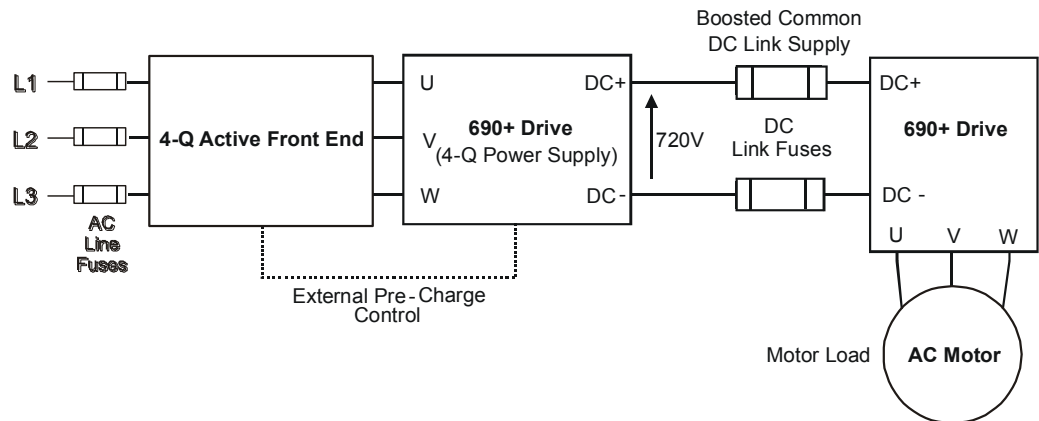 Boosted Common
DC Link Supply
L1
L2
L3
AC
Line
Fuses
4-Q Active Front End
U
V
W
690+ Drive
(4-Q Power Supply)
DC+
DC-
720V
DC
Link Fuses
DC+
690+ Drive
DC -
U V W
External Pre-Charge
Control
Motor Load
AC Motor